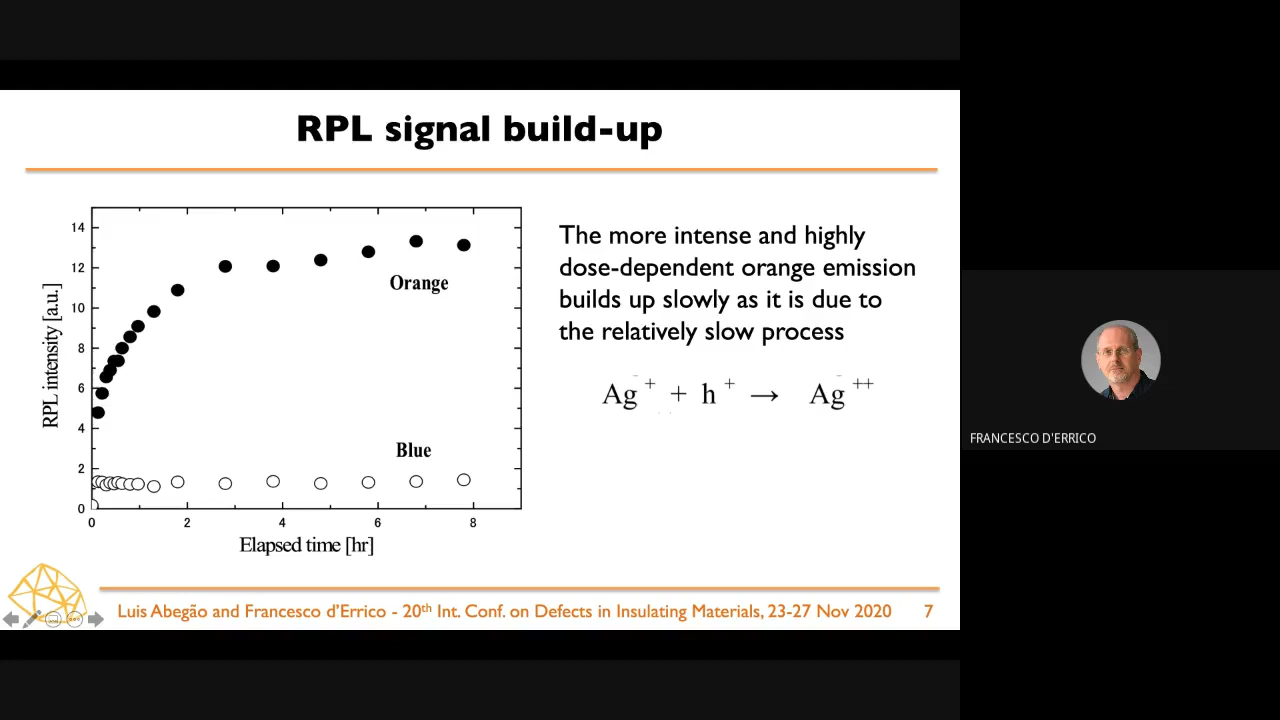 RPL signal build-up
14
12
10
8
6
4
2
0
0 2 4 6 8
RPL intensity [a.u.]
Elapsed time [hr]
Orange
Blue
The more intense and highly
dose-dependent orange emission
builds up slowly as it is due to
the relatively slow process
Ag⁺ + h⁺ → Ag⁺⁺
FRANCESCO D'ERRICO
Luis Abegão and Francesco d'Errico - 20th Int. Conf. on Defects in Insulating Materials, 23-27 Nov 2020 7